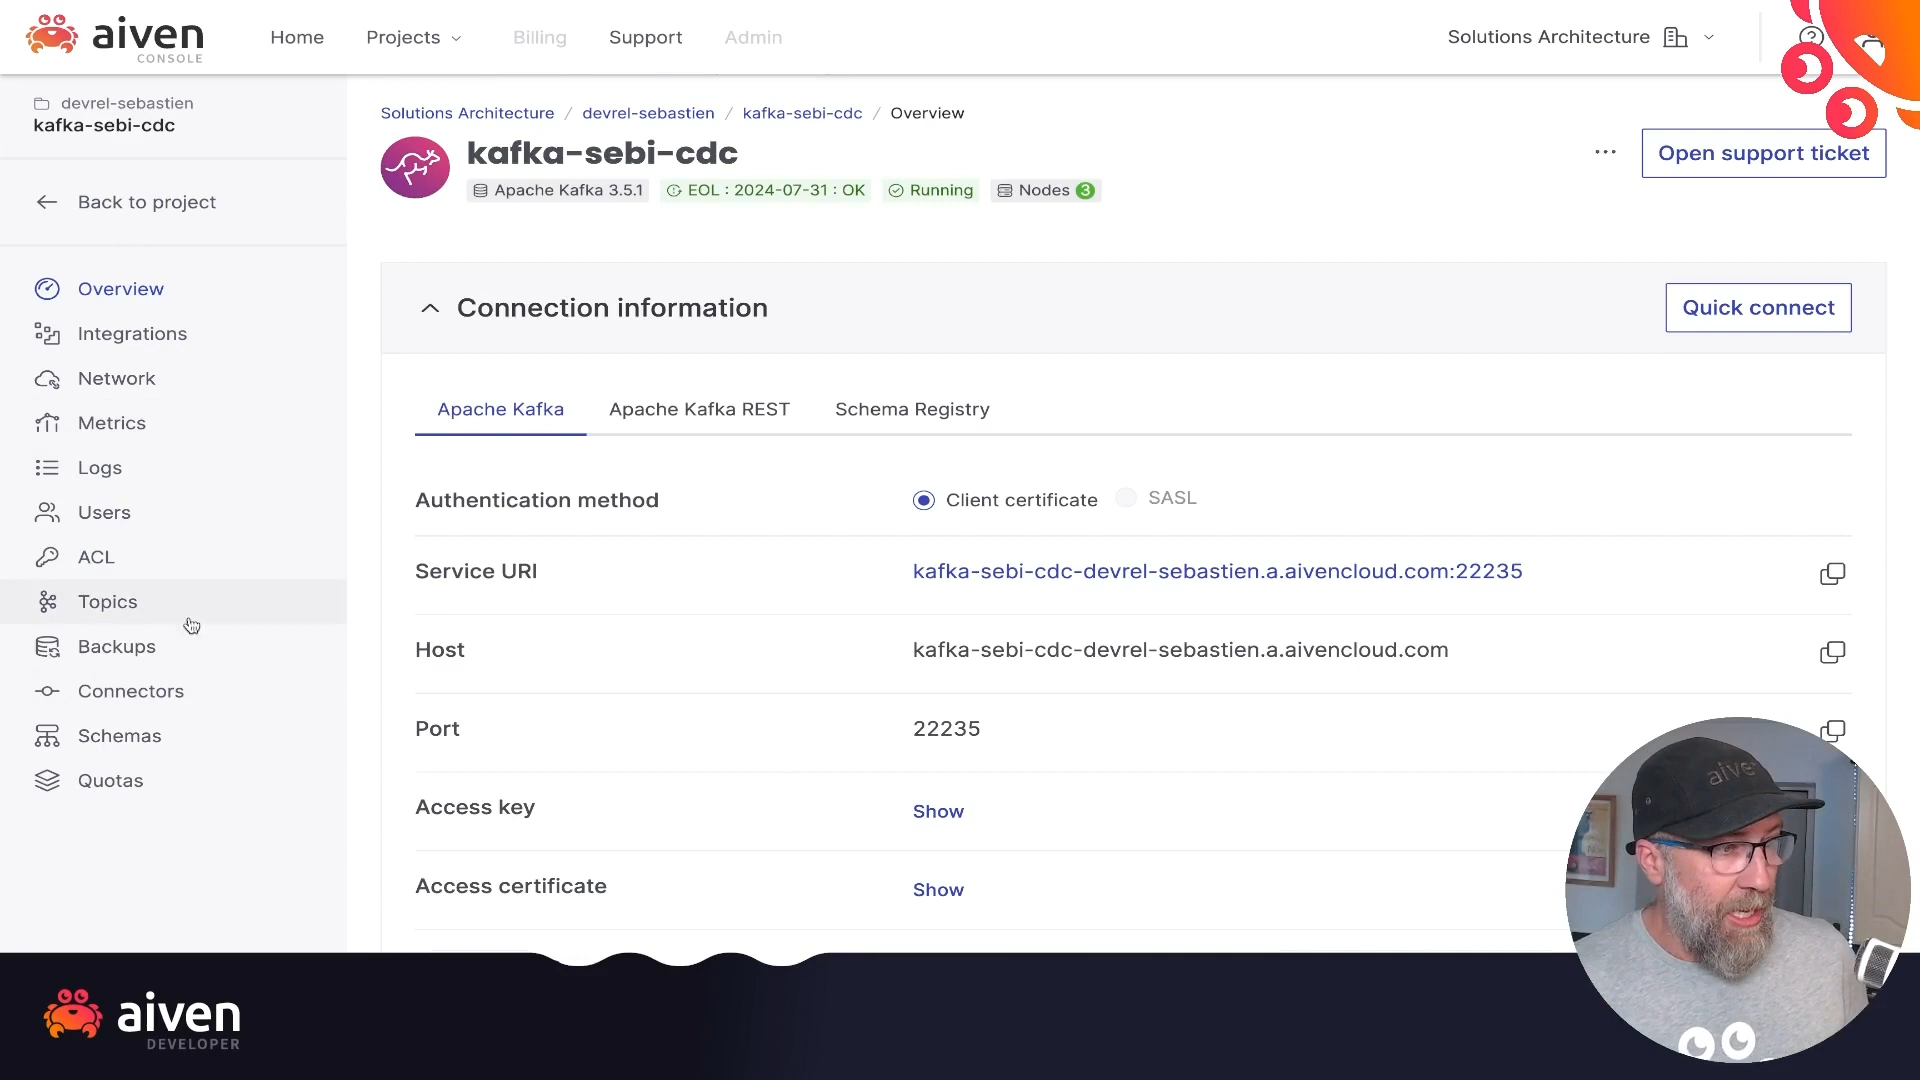 aiven
CONSOLE
Home
Projects
Billing
Support
Admin
Solutions Architecture
devrel-sebastien
kafka-sebi-cdc
Back to project
Overview
Integrations
Network
Metrics
Logs
Users
ACL
Topics
Backups
Connectors
Schemas
Quotas
Solutions Architecture / devrel-sebastien / kafka-sebi-cdc / Overview
kafka-sebi-cdc
Apache Kafka 3.5.1
EOL : 2024-07-31 : OK
Running
Nodes 3
... Open support ticket
Connection information
Quick connect
Apache Kafka
Apache Kafka REST
Schema Registry
Authentication method
Client certificate
SASL
Service URI
kafka-sebi-cdc-devrel-sebastien.a.aivencloud.com:22235
Host
kafka-sebi-cdc-devrel-sebastien.a.aivencloud.com
Port
22235
Access key
Show
Access certificate
Show
aiven
aiven
DEVELOPER